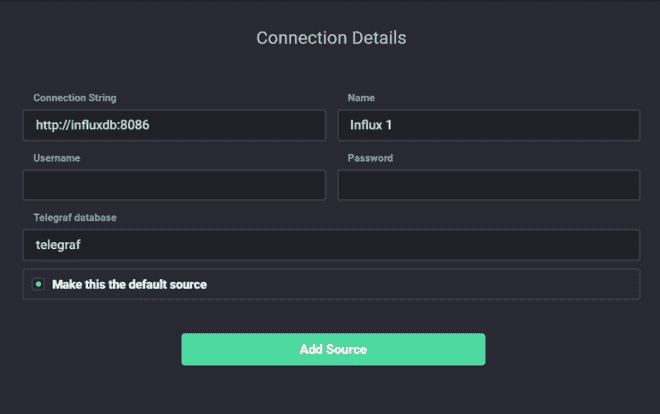 Connection Details
Connection String
Name
http://influxdb:8086
Influx 1
Username
Password
Telegraf database
telegraf
Make this the default source
Add Source